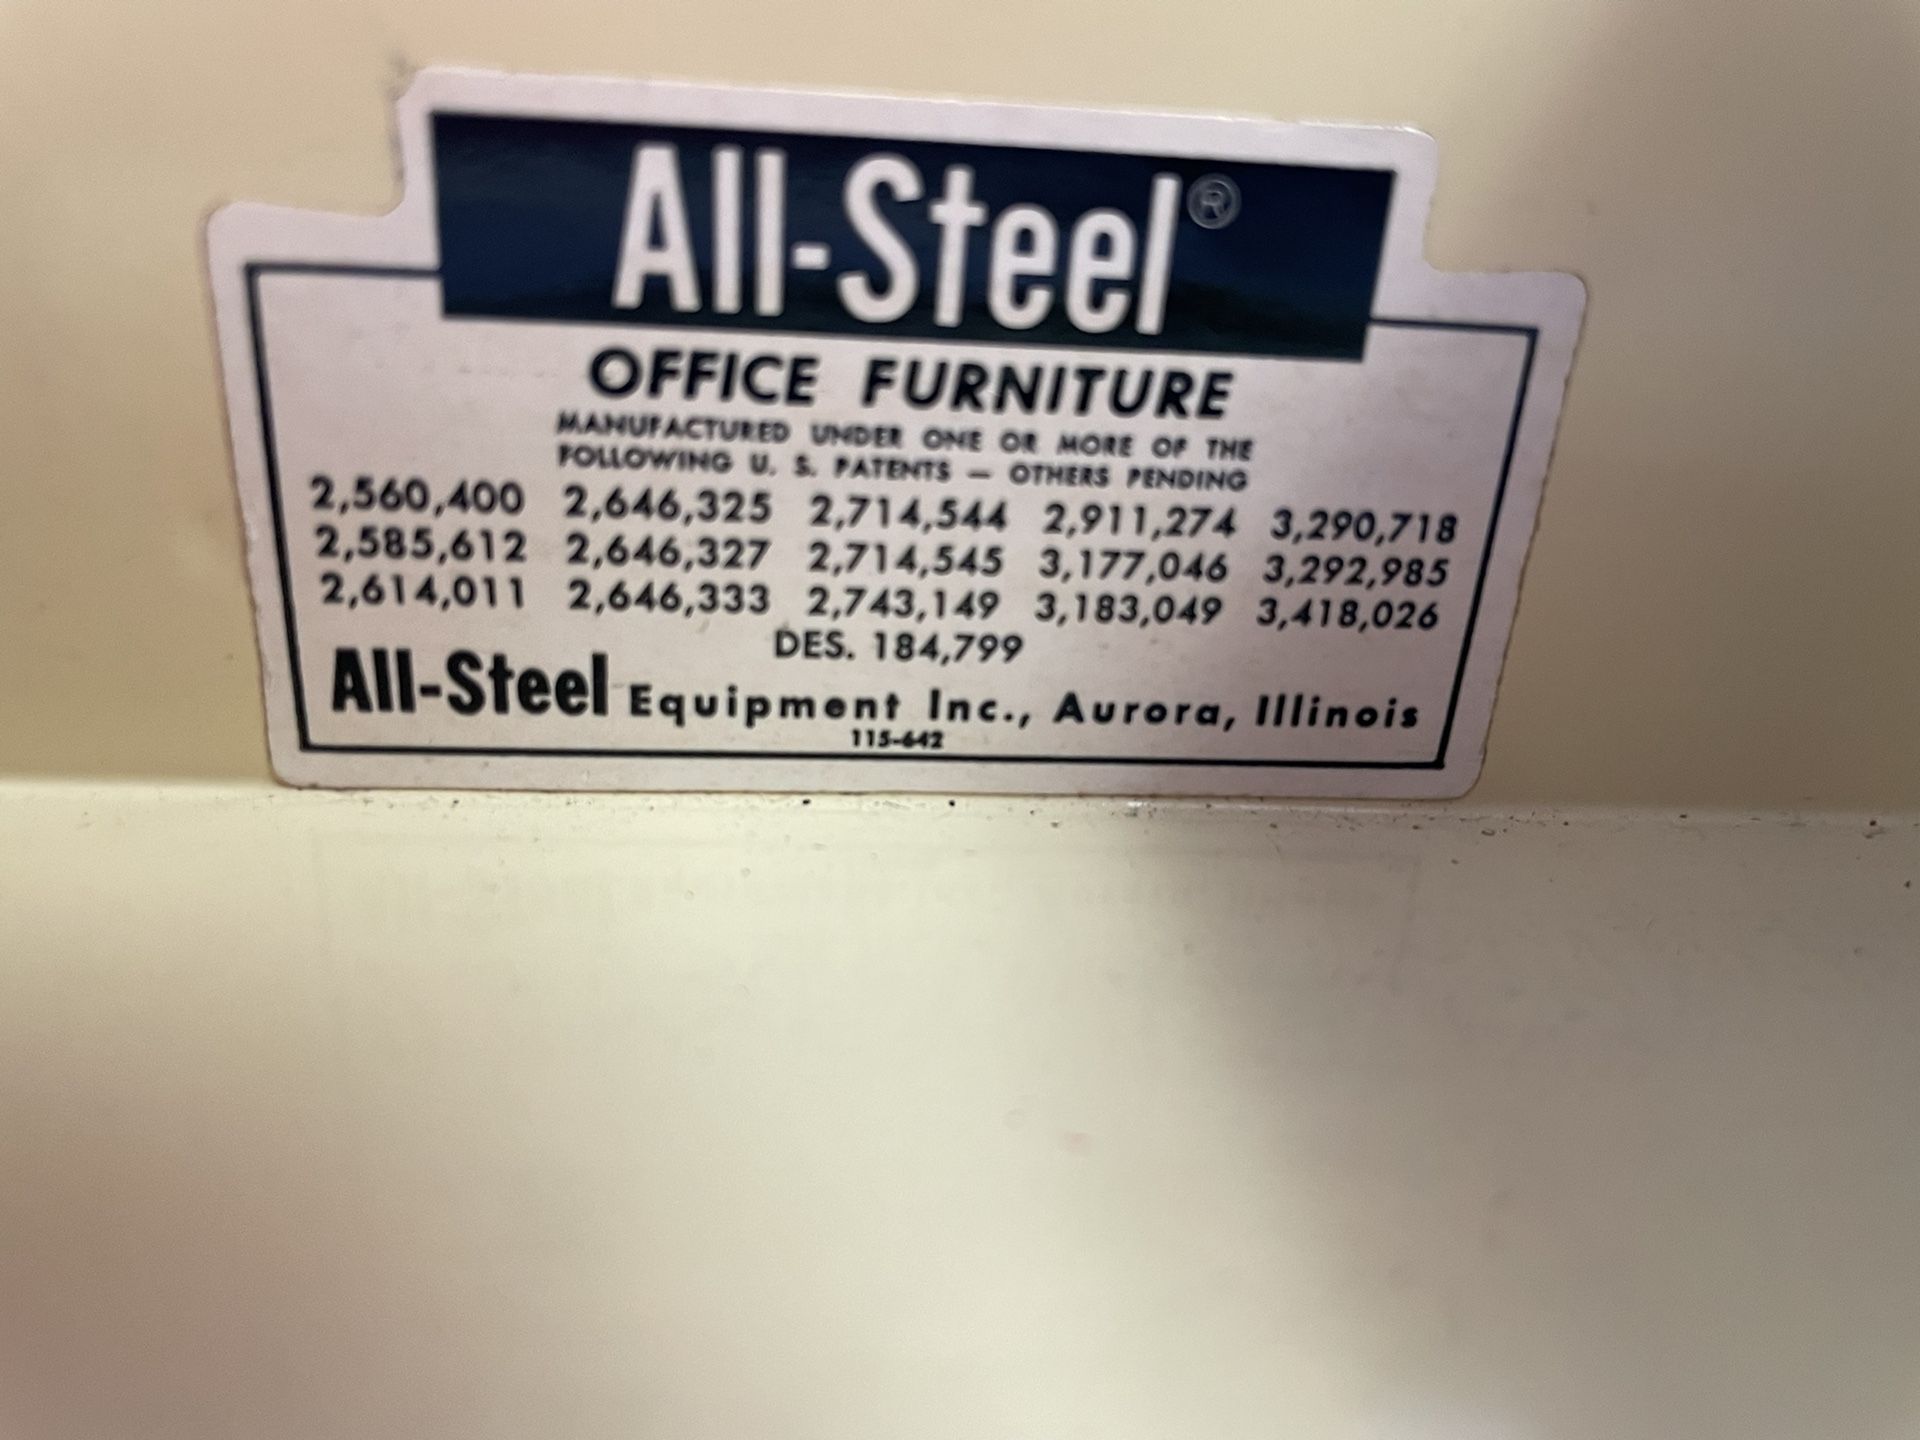 All-Steel®
OFFICE FURNITURE
MANUFACTURED UNDER ONE OR MORE OF THE
FOLLOWING U. S. PATENTS — OTHERS PENDING
2,560,400 2,646,325 2,714,544 2,911,274 3,290,718
2,585,612 2,646,327 2,714,545 3,177,046 3,292,985
2,614,011 2,646,333 2,743,149 3,183,049 3,418,026
DES. 184,799
All-Steel Equipment Inc., Aurora, Illinois
115-642